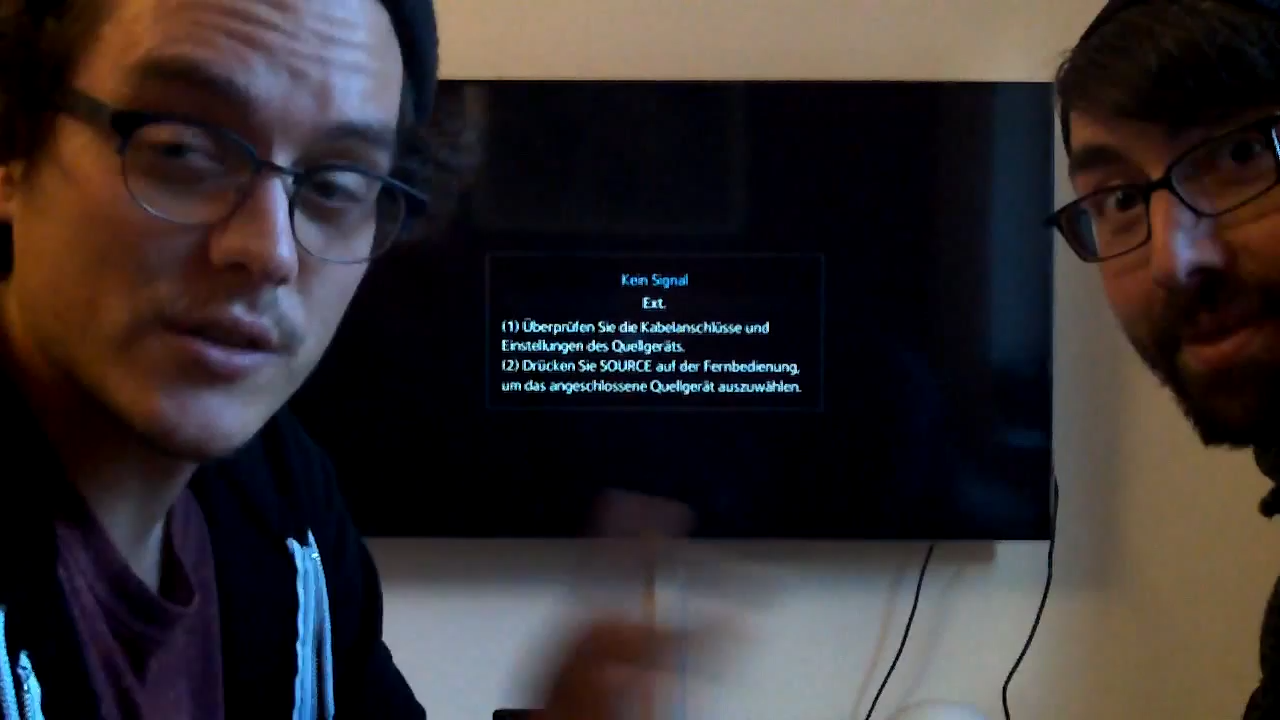 Kein Signal
Ext.
(1) Überprüfen Sie die Kabelanschlüsse und
Einstellungen des Quellgeräts.
(2) Drücken Sie SOURCE auf der Fernbedienung,
um das angeschlossene Quellgerät auszuwählen.